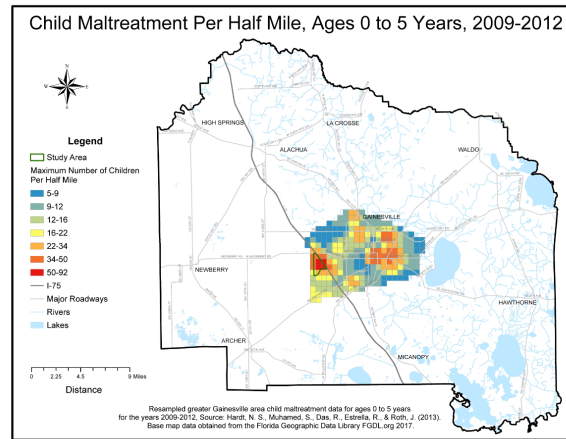 Child Maltreatment Per Half Mile, Ages 0 to 5 Years, 2009-2012
N
W
E
S
HIGH SPRINGS
LA CROSSE
ALACHUA
WALDO
GAINESVILLE
NEWBERRY
HAWTHORNE
ARCHER
MICANOPY
Legend
Study Area
Maximum Number of Children
Per Half Mile
5-9
9-12
12-16
16-22
22-34
34-50
50-92
I-75
Major Roadways
Rivers
Lakes
0 2.25 4.5 9 Miles
Distance
Resampled greater Gainesville area child maltreatment data for ages 0 to 5 years
for the years 2009-2012, Source: Hardt, N. S., Muhamed, S., Das, R., Estrella, R., & Roth, J. (2013).
Base map data obtained from the Florida Geographic Data Library FGDL.org 2017.